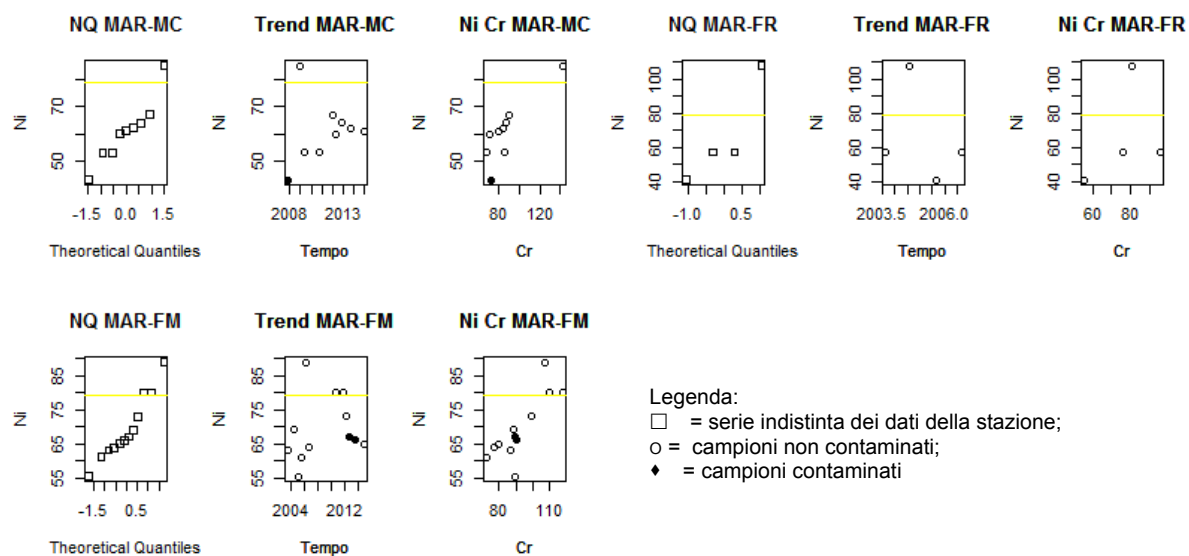 NQ MAR-MC
Trend MAR-MC
Ni Cr MAR-MC
NQ MAR-FR
Trend MAR-FR
Ni Cr MAR-FR
Ni
50 70
-1.5 0.0 1.5
Theoretical Quantiles
Ni
50 70
2008 2013
Tempo
Ni
50 70
80 120
Cr
Ni
40 60 80 100
-1.0 0.5
Theoretical Quantiles
Ni
40 60 80 100
2003.5 2006.0
Tempo
Ni
40 60 80 100
60 80
Cr
NQ MAR-FM
Trend MAR-FM
Ni Cr MAR-FM
Ni
55 65 75 85
-1.5 0.5
Theoretical Quantiles
Ni
55 65 75 85
2004 2012
Tempo
Ni
55 65 75 85
80 110
Cr
Legenda:
□ = serie indistinta dei dati della stazione;
o = campioni non contaminati;
♦ = campioni contaminati